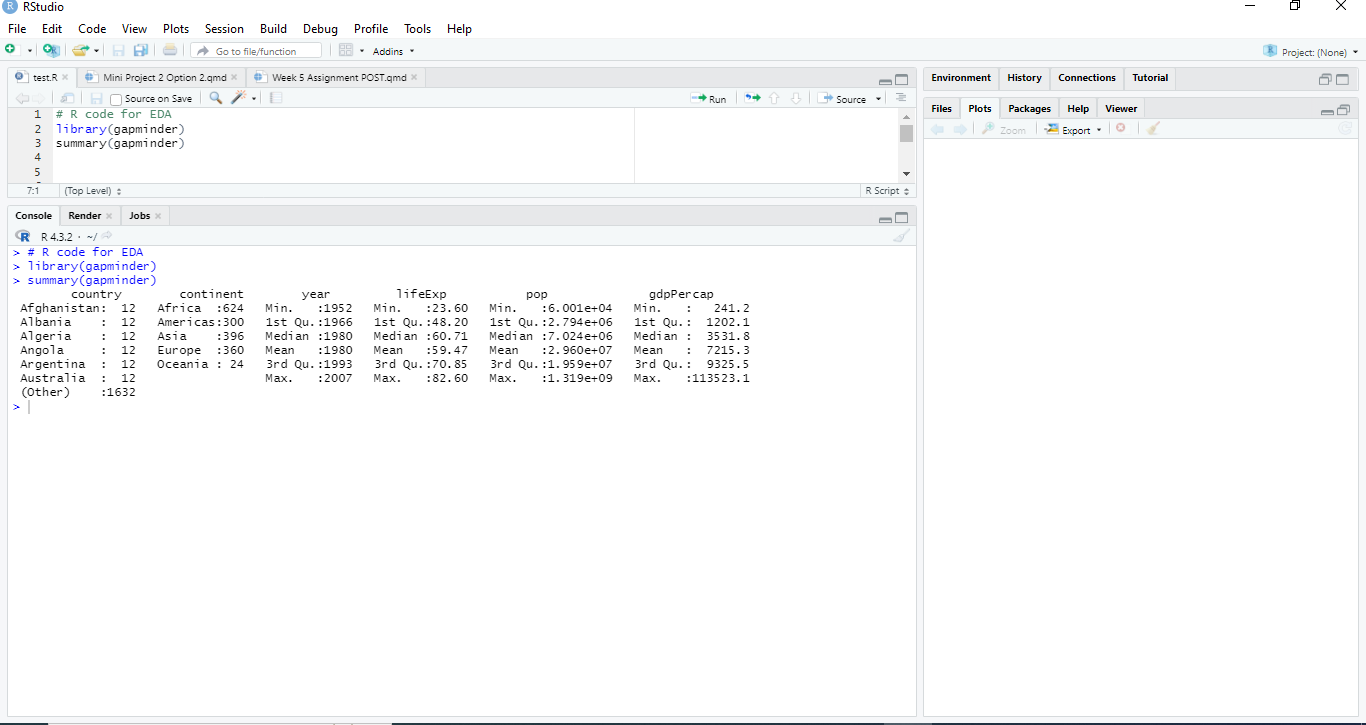 RStudio
File Edit Code View Plots Session Build Debug Profile Tools Help
Go to file/function Addins Project: (None)
test.R Mini Project 2 Option 2.qmd Week 5 Assignment POST.qmd
Source on Save Run Source
1 # R code for EDA
2 library(gapminder)
3 summary(gapminder)
4
5
7:1 (Top Level) R Script
Console Render Jobs
R 4.3.2 · ~/
> # R code for EDA
> library(gapminder)
> summary(gapminder)
country continent year lifeExp pop gdpPercap
Afghanistan: 12 Africa :624 Min. :1952 Min. :23.60 Min. :6.001e+04 Min. : 241.2
Albania : 12 Americas:300 1st Qu.:1966 1st Qu.:48.20 1st Qu.:2.794e+06 1st Qu.: 1202.1
Algeria : 12 Asia :396 Median :1980 Median :60.71 Median :7.024e+06 Median : 3531.8
Angola : 12 Europe :360 Mean :1980 Mean :59.47 Mean :2.960e+07 Mean : 7215.3
Argentina : 12 Oceania : 24 3rd Qu.:1993 3rd Qu.:70.85 3rd Qu.:1.959e+07 3rd Qu.: 9325.5
Australia : 12 Max. :2007 Max. :82.60 Max. :1.319e+09 Max. :113523.1
(Other) :1632
>
Environment History Connections Tutorial
Files Plots Packages Help Viewer
Zoom Export